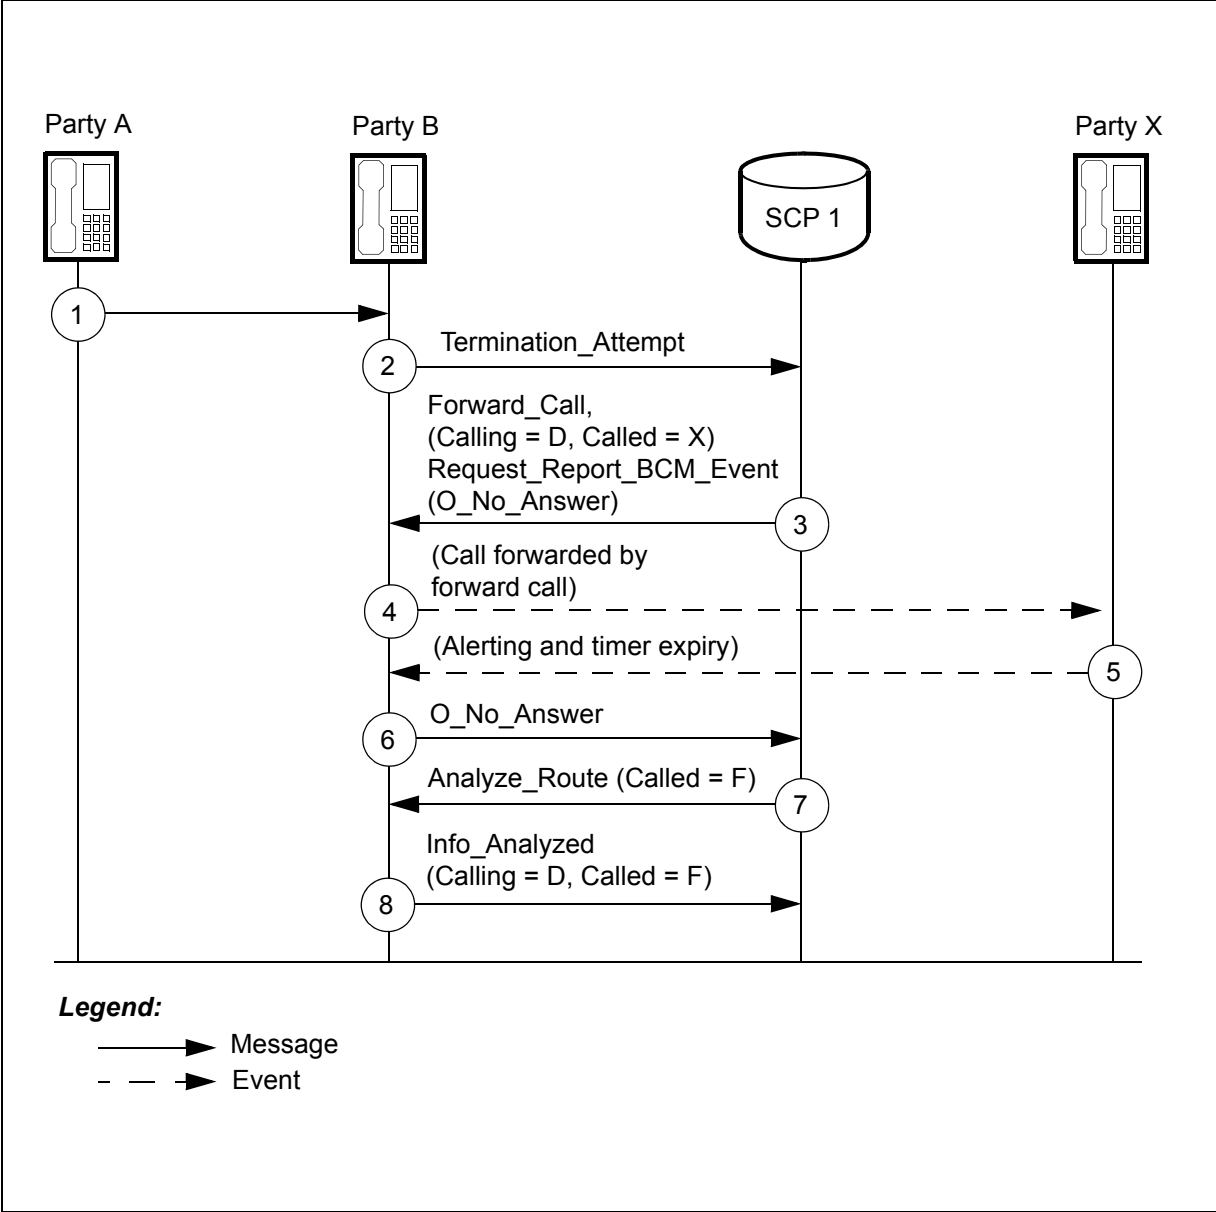 Party A
Party B
Party X
SCP 1
1
Termination_Attempt
2
Forward_Call,
(Calling = D, Called = X)
Request_Report_BCM_Event
(O_No_Answer)
3
(Call forwarded by
forward call)
4
(Alerting and timer expiry)
5
O_No_Answer
6
Analyze_Route (Called = F)
7
Info_Analyzed
(Calling = D, Called = F)
8
Legend:
Message
Event